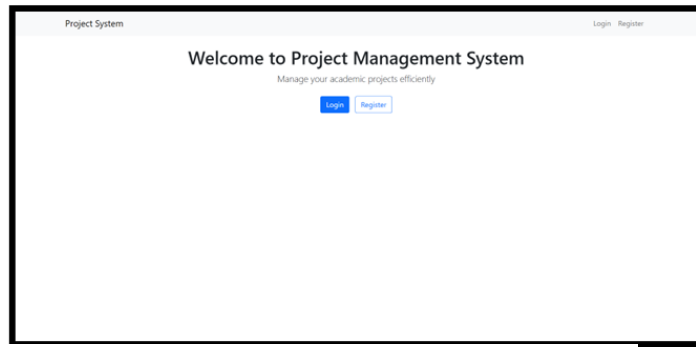 Project System Login Register
Welcome to Project Management System
Manage your academic projects efficiently
Login Register